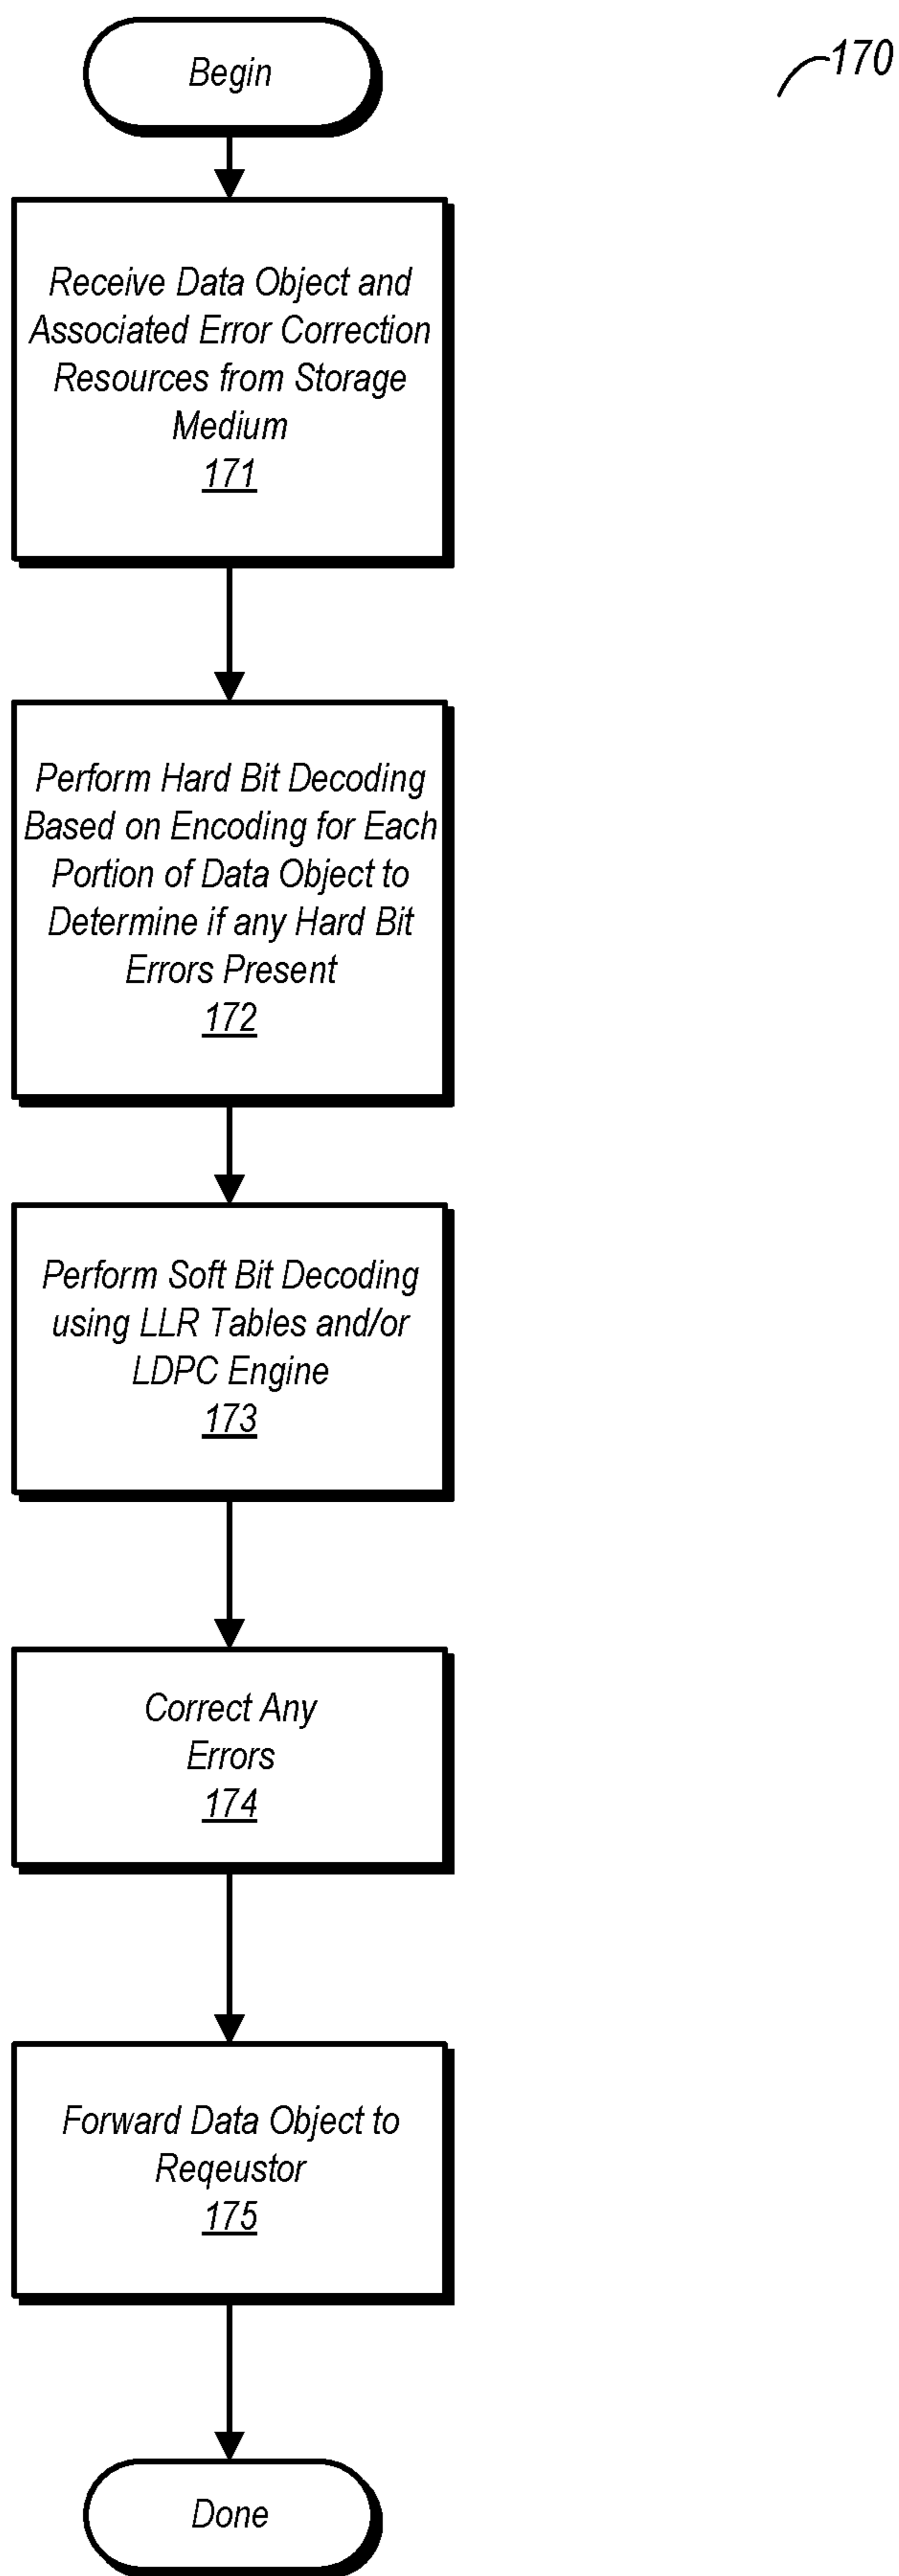 Begin
170
Receive Data Object and
Associated Error Correction
Resources from Storage
Medium
171
Perform Hard Bit Decoding
Based on Encoding for Each
Portion of Data Object to
Determine if any Hard Bit
Errors Present
172
Perform Soft Bit Decoding
using LLR Tables and/or
LDPC Engine
173
Correct Any
Errors
174
Forward Data Object to
Reqeustor
175
Done